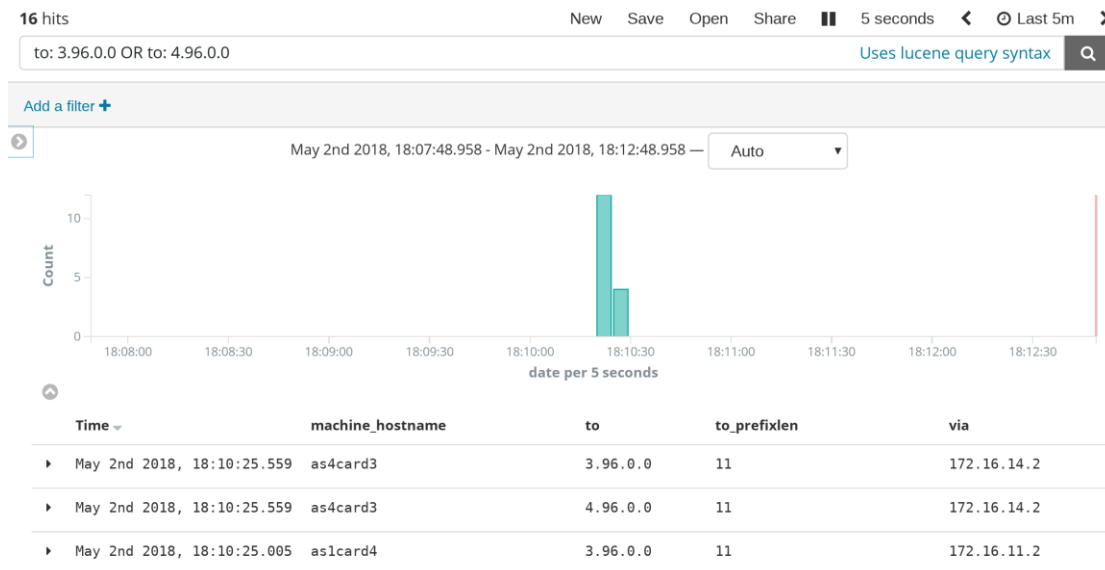 16 hits New Save Open Share 5 seconds Last 5m
to: 3.96.0.0 OR to: 4.96.0.0 Uses lucene query syntax
Add a filter +
May 2nd 2018, 18:07:48.958 - May 2nd 2018, 18:12:48.958 — Auto
10
5
0
Count
18:08:00 18:08:30 18:09:00 18:09:30 18:10:00 18:10:30 18:11:00 18:11:30 18:12:00 18:12:30
date per 5 seconds
Time machine_hostname to to_prefixlen via
May 2nd 2018, 18:10:25.559 as4card3 3.96.0.0 11 172.16.14.2
May 2nd 2018, 18:10:25.559 as4card3 4.96.0.0 11 172.16.14.2
May 2nd 2018, 18:10:25.005 as1card4 3.96.0.0 11 172.16.11.2